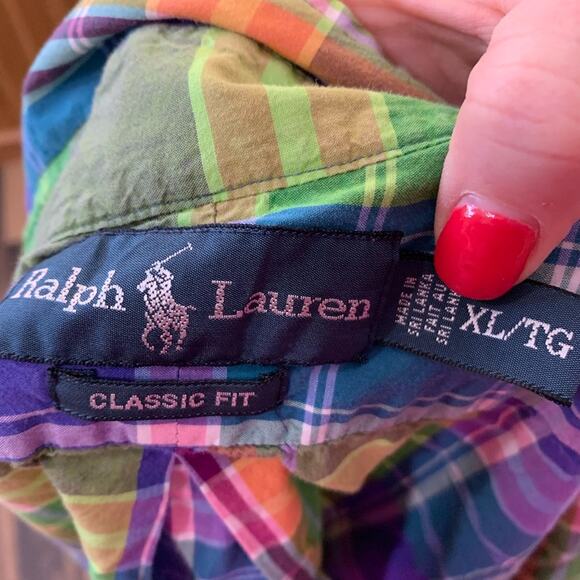 Ralph Lauren
CLASSIC FIT
MADE IN
SRI LANKA
FAIT AU
SRI LANKA
XL/TG